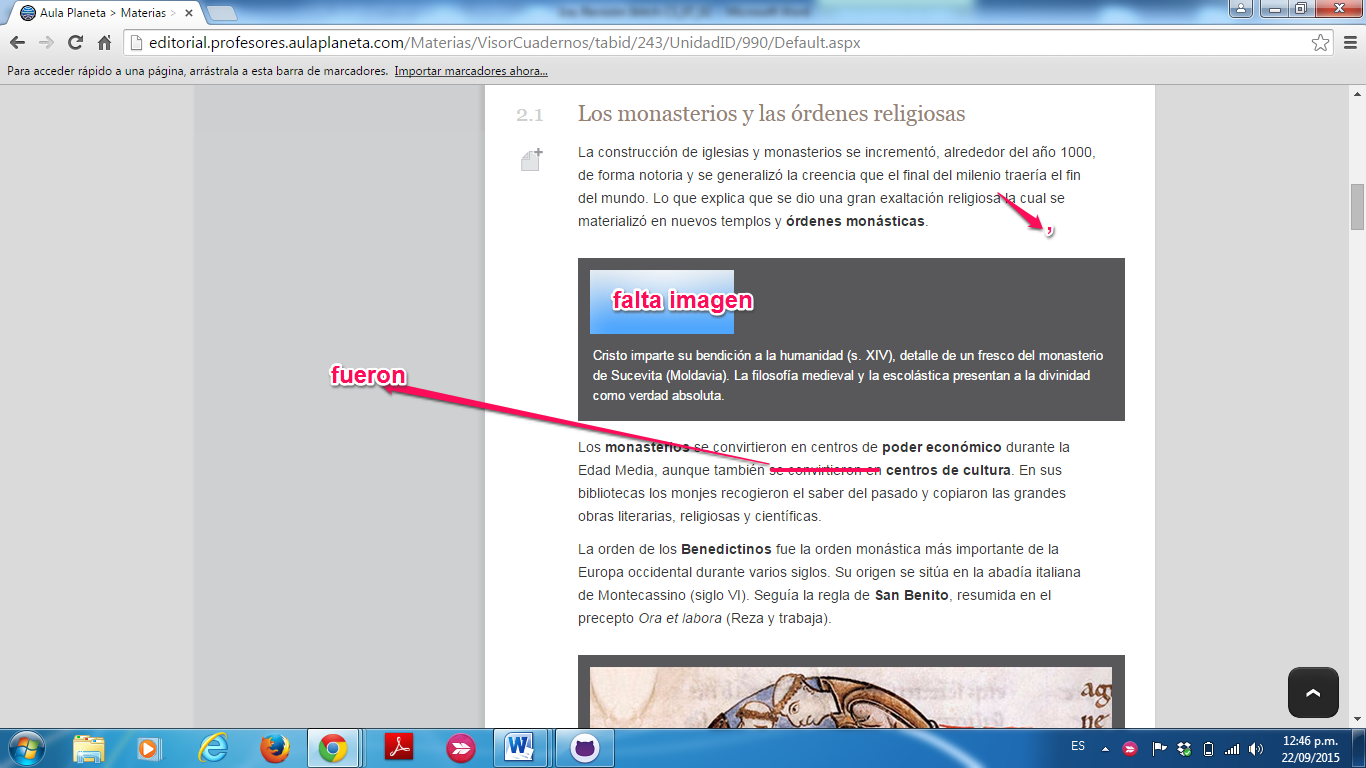 Aula Planeta > Materias >
editorial.profesores.aulaplaneta.com/Materias/VisorCuadernos/tabid/243/UnidadID/990/Default.aspx
Para acceder rápido a una página, arrástrala a esta barra de marcadores. Importar marcadores ahora...
2.1 Los monasterios y las órdenes religiosas
La construcción de iglesias y monasterios se incrementó, alrededor del año 1000,
de forma notoria y se generalizó la creencia que el final del milenio traería el fin
del mundo. Lo que explica que se dio una gran exaltación religiosa la cual se
materializó en nuevos templos y órdenes monásticas.
,
falta imagen
Cristo imparte su bendición a la humanidad (s. XIV), detalle de un fresco del monasterio
de Sucevita (Moldavia). La filosofía medieval y la escolástica presentan a la divinidad
como verdad absoluta.
fueron
Los monasterios se convirtieron en centros de poder económico durante la
Edad Media, aunque también se convirtieron en centros de cultura. En sus
bibliotecas los monjes recogieron el saber del pasado y copiaron las grandes
obras literarias, religiosas y científicas.
La orden de los Benedictinos fue la orden monástica más importante de la
Europa occidental durante varios siglos. Su origen se sitúa en la abadía italiana
de Montecassino (siglo VI). Seguía la regla de San Benito, resumida en el
precepto Ora et labora (Reza y trabaja).
ag
ne
ES
12:46 p.m.
22/09/2015